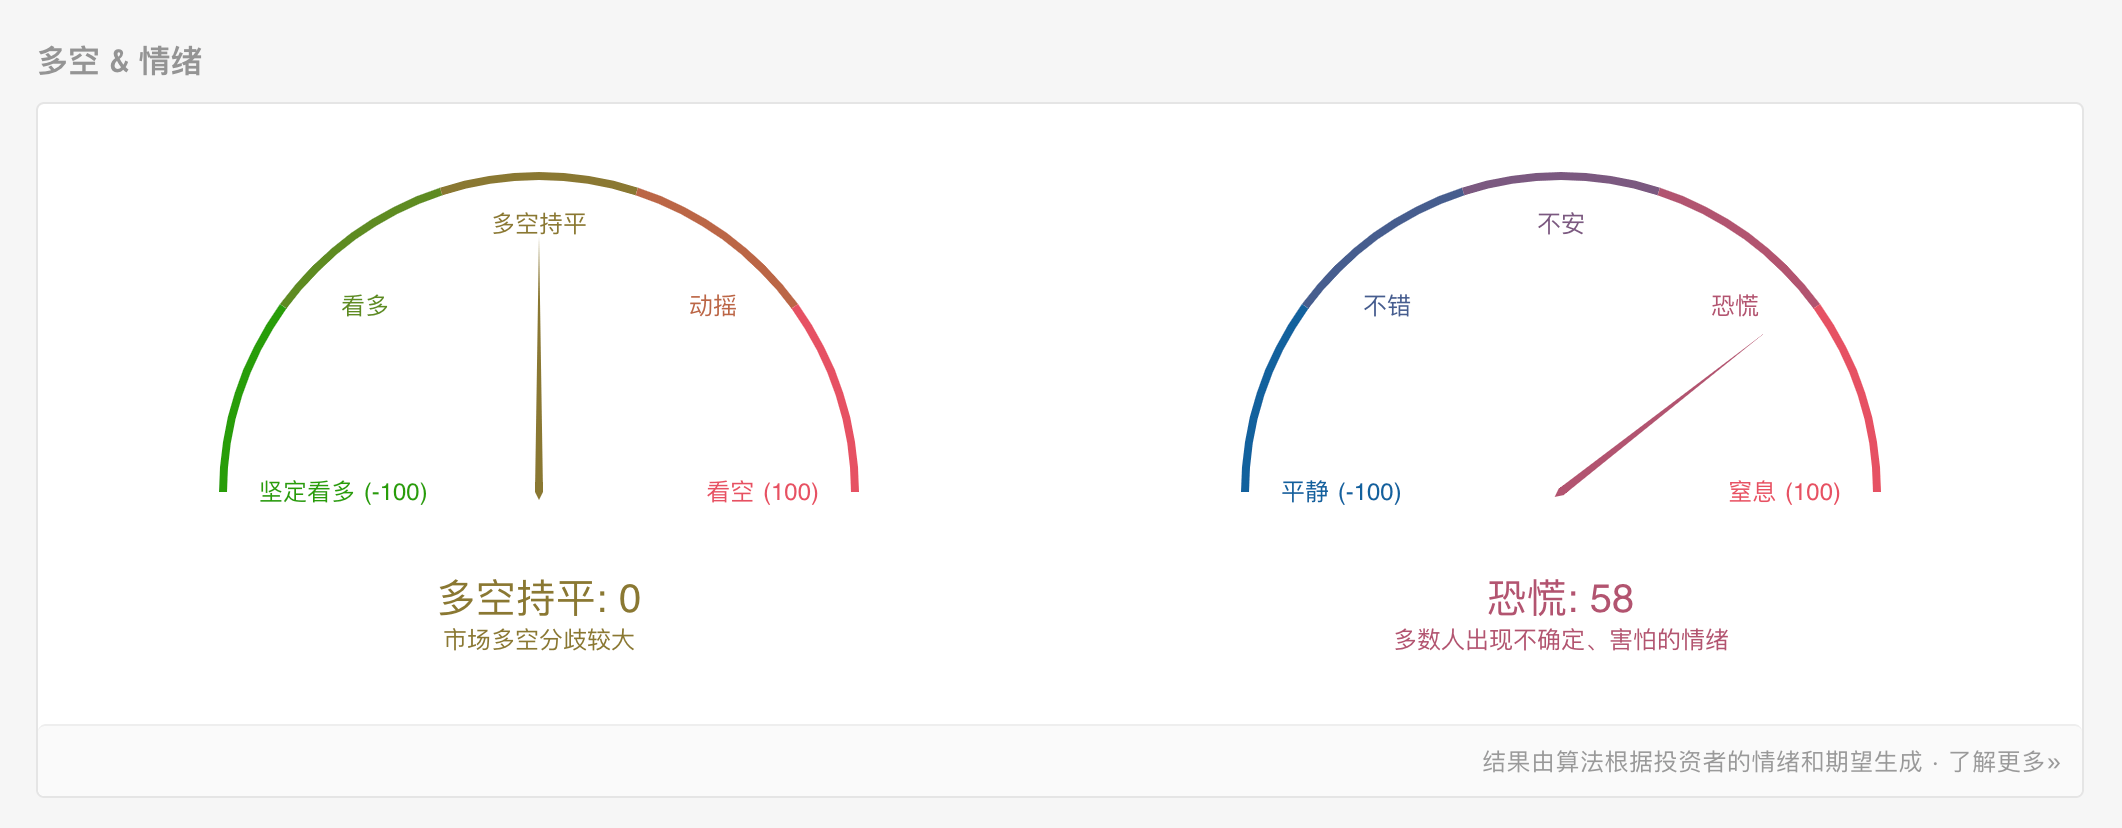 多空 & 情绪
多空持平
看多
动摇
坚定看多 (-100)
看空 (100)
多空持平: 0
市场多空分歧较大
不安
不错
恐慌
平静 (-100)
窒息 (100)
恐慌: 58
多数人出现不确定、害怕的情绪
结果由算法根据投资者的情绪和期望生成 · 了解更多»